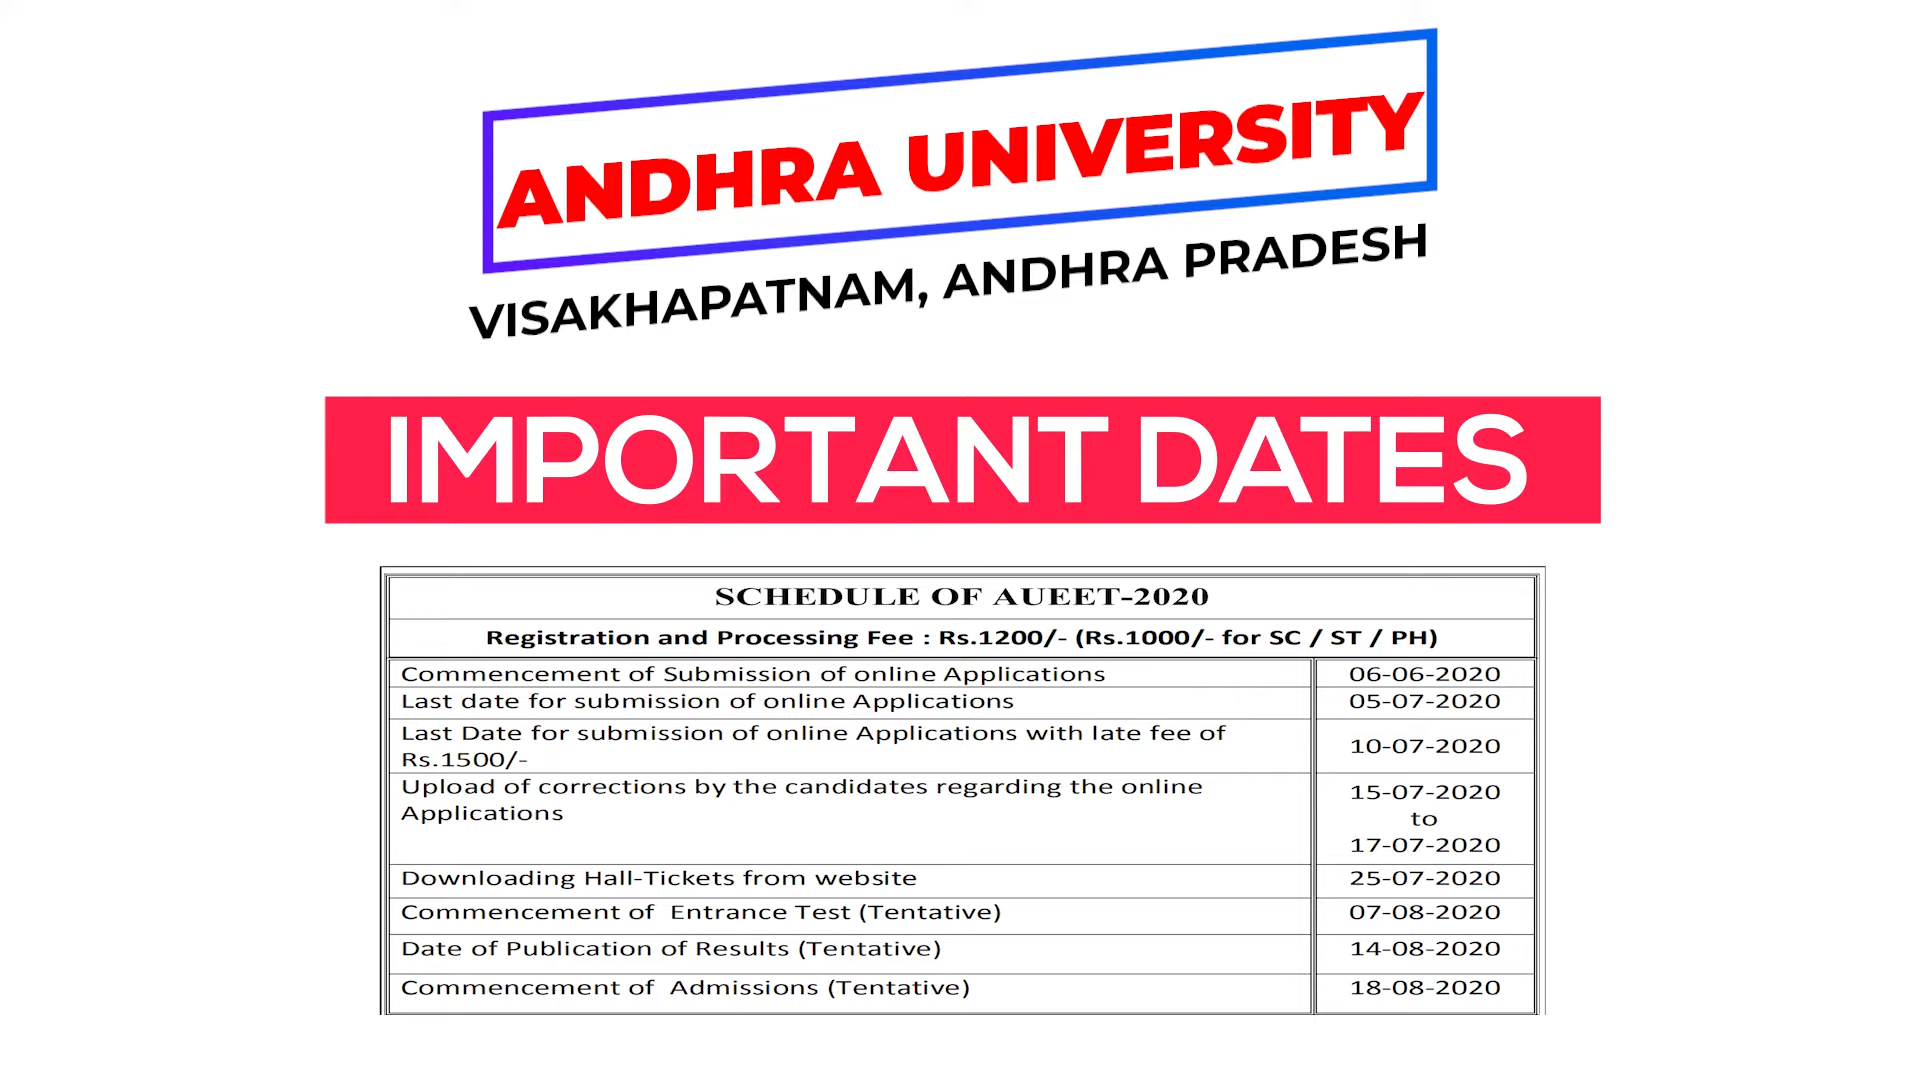 ANDHRA UNIVERSITY
VISAKHAPATNAM, ANDHRA PRADESH
IMPORTANT DATES
SCHEDULE OF AUEET-2020
Registration and Processing Fee : Rs.1200/- (Rs.1000/- for SC / ST / PH)
Commencement of Submission of online Applications 06-06-2020
Last date for submission of online Applications 05-07-2020
Last Date for submission of online Applications with late fee of
Rs.1500/-
10-07-2020
Upload of corrections by the candidates regarding the online
Applications
15-07-2020
to
17-07-2020
Downloading Hall-Tickets from website 25-07-2020
Commencement of Entrance Test (Tentative) 07-08-2020
Date of Publication of Results (Tentative) 14-08-2020
Commencement of Admissions (Tentative) 18-08-2020